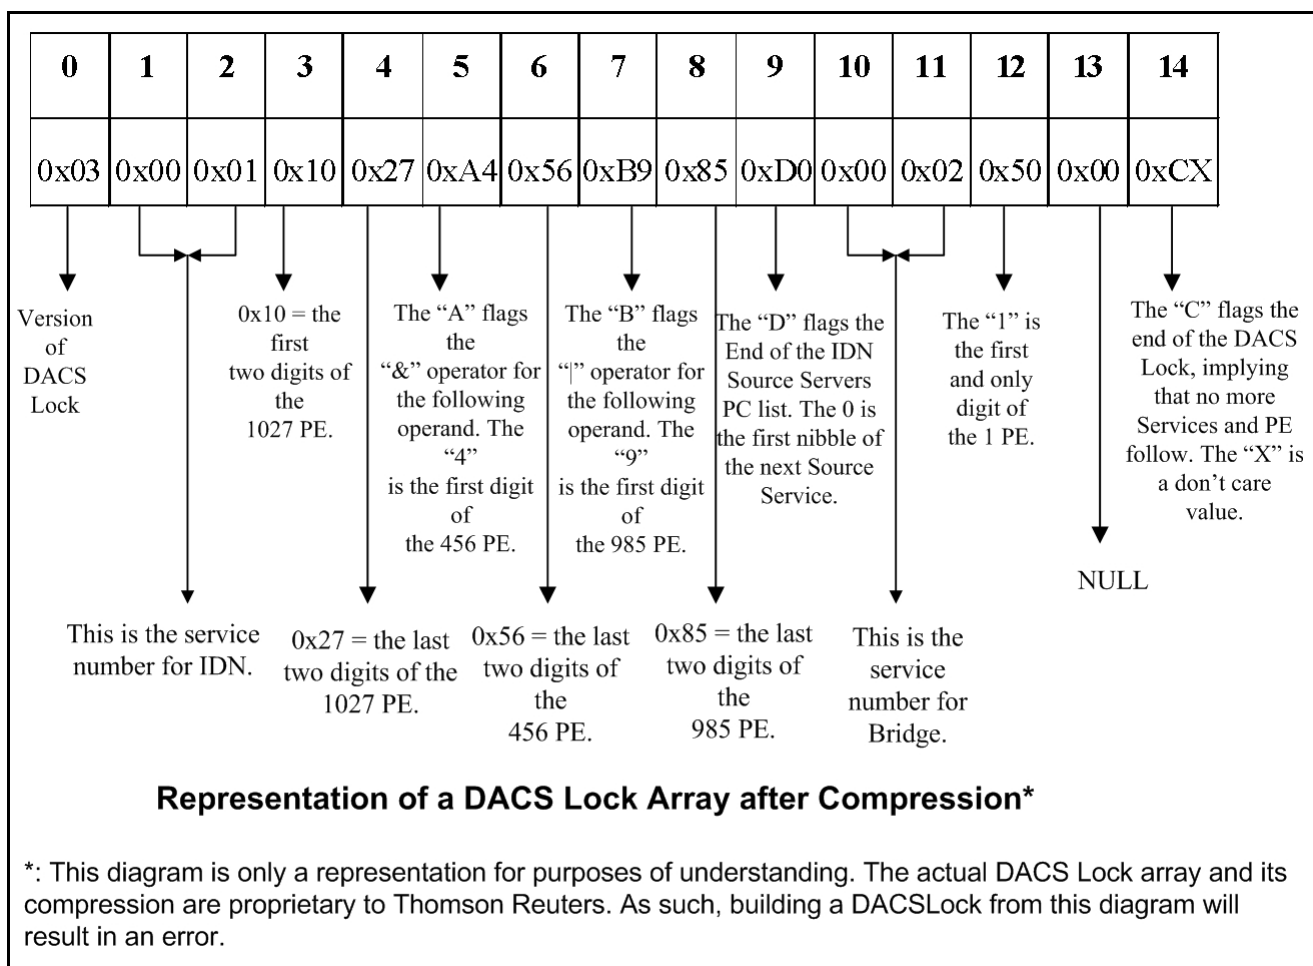 0 1 2 3 4 5 6 7 8 9 10 11 12 13 14
0x03 0x00 0x01 0x10 0x27 0xA4 0x56 0xB9 0x85 0xD0 0x00 0x02 0x50 0x00 0xCX
Version
of
DACS
Lock
0x10 = the
first
two digits of
the
1027 PE.
The “A” flags
the
“&” operator for
the following
operand. The
“4”
is the first digit
of
the 456 PE.
The “B” flags
the
“|” operator for
the following
operand. The
“9”
is the first digit
of
the 985 PE.
The “D” flags the
End of the IDN
Source Servers
PC list. The 0 is
the first nibble of
the next Source
Service.
The “1” is
the first
and only
digit of
the 1 PE.
The “C” flags the
end of the DACS
Lock, implying
that no more
Services and PE
follow. The “X” is
a don’t care
value.
NULL
This is the service
number for IDN.
0x27 = the last
two digits of the
1027 PE.
0x56 = the last
two digits of
the
456 PE.
0x85 = the last
two digits of
the
985 PE.
This is the
service
number for
Bridge.
Representation of a DACS Lock Array after Compression*
*: This diagram is only a representation for purposes of understanding. The actual DACS Lock array and its
compression are proprietary to Thomson Reuters. As such, building a DACSLock from this diagram will
result in an error.